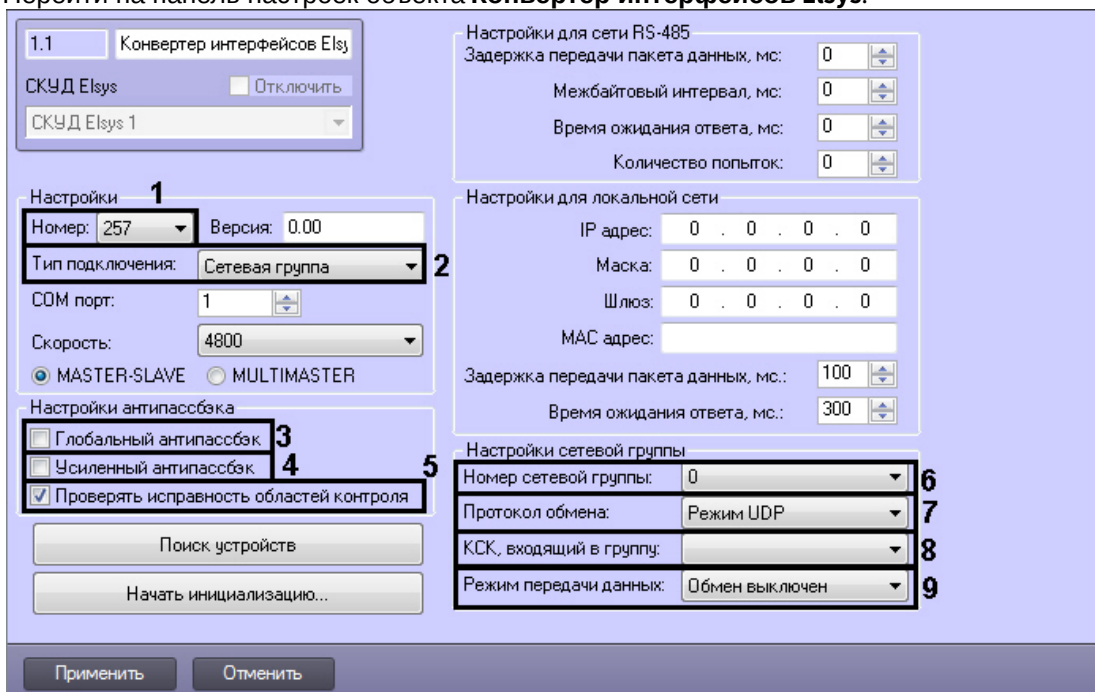 Перейти на панель настроек объекта Конвертер интерфейсов Elsys.
1.1 Конвертер интерфейсов Elsy
СКУД Elsys Отключить
СКУД Elsys 1
Настройки 1
Номер: 257 Версия: 0.00
Тип подключения: Сетевая группа 2
COM порт: 1
Скорость: 4800
MASTER-SLAVE MULTIMASTER
Настройки антипассбэка
Глобальный антипассбэк 3
Усиленный антипассбэк 4 5
Проверять исправность областей контроля
Поиск устройств
Начать инициализацию...
Настройки для сети RS-485
Задержка передачи пакета данных, мс: 0
Межбайтовый интервал, мс: 0
Время ожидания ответа, мс: 0
Количество попыток: 0
Настройки для локальной сети
IP адрес: 0 . 0 . 0 . 0
Маска: 0 . 0 . 0 . 0
Шлюз: 0 . 0 . 0 . 0
MAC адрес:
Задержка передачи пакета данных, мс.: 100
Время ожидания ответа, мс.: 300
Настройки сетевой группы
Номер сетевой группы: 0 6
Протокол обмена: Режим UDP 7
КСК, входящий в группу: 8
Режим передачи данных: Обмен выключен 9
Применить Отменить